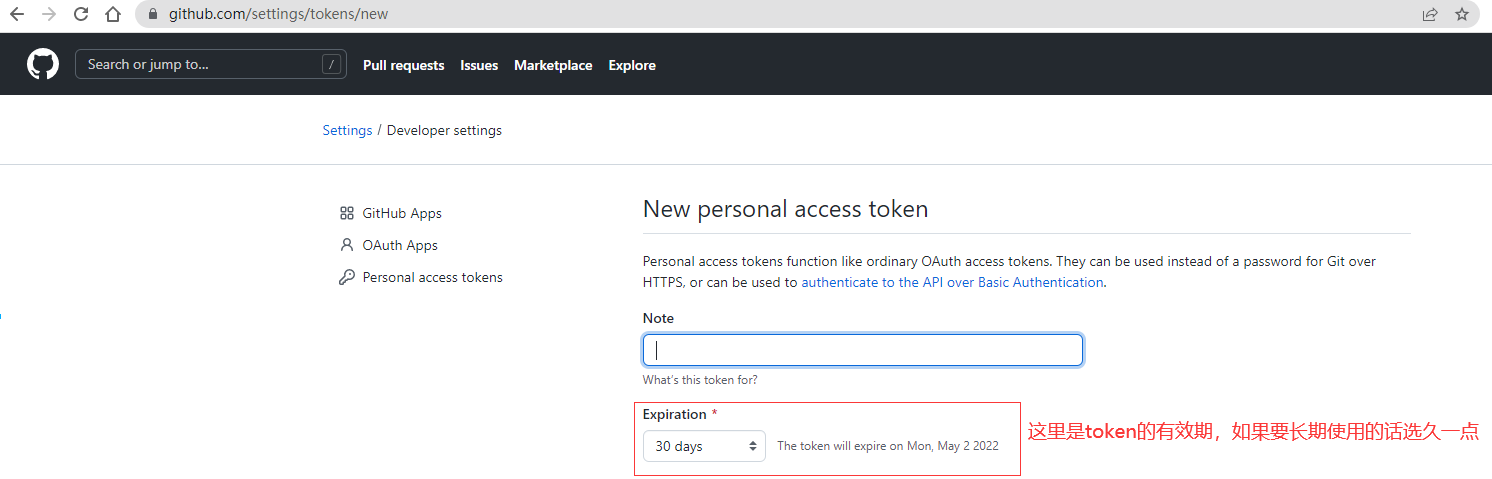 github.com/settings/tokens/new
Search or jump to... /
Pull requests Issues Marketplace Explore
Settings / Developer settings
GitHub Apps
OAuth Apps
Personal access tokens
New personal access token
Personal access tokens function like ordinary OAuth access tokens. They can be used instead of a password for Git over
HTTPS, or can be used to authenticate to the API over Basic Authentication.
Note
What's this token for?
Expiration *
30 days The token will expire on Mon, May 2 2022
这里是token的有效期，如果要长期使用的话选久一点